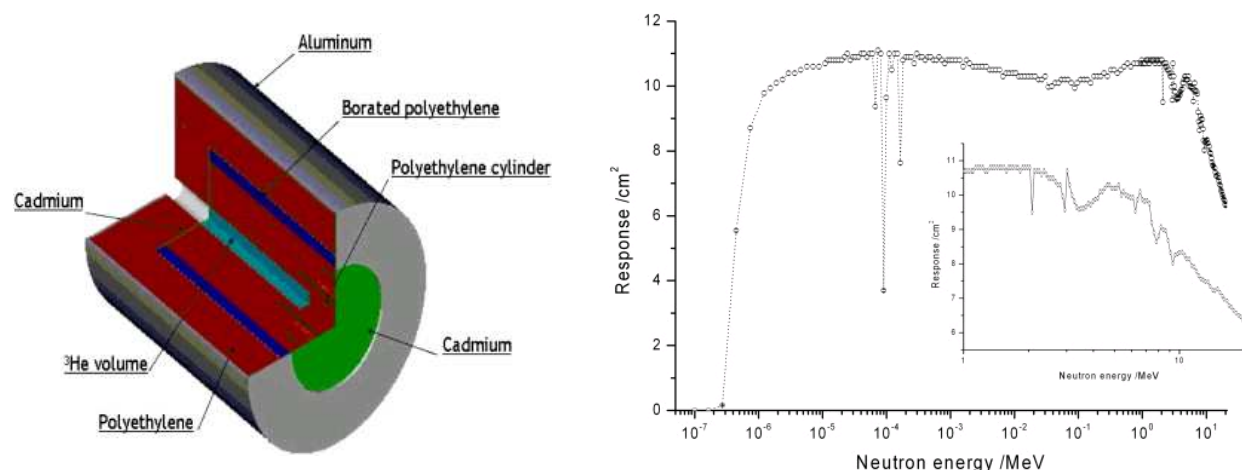 Aluminum
Borated polyethylene
Polyethylene cylinder
Cadmium
³He volume
Polyethylene
Cadmium
12
10
8
6
4
2
0
Response /cm²
10⁻⁷ 10⁻⁶ 10⁻⁵ 10⁻⁴ 10⁻³ 10⁻² 10⁻¹ 10⁰ 10¹
Neutron energy /MeV
11
10
9
8
7
6
Response /cm²
1 10
Neutron energy /MeV